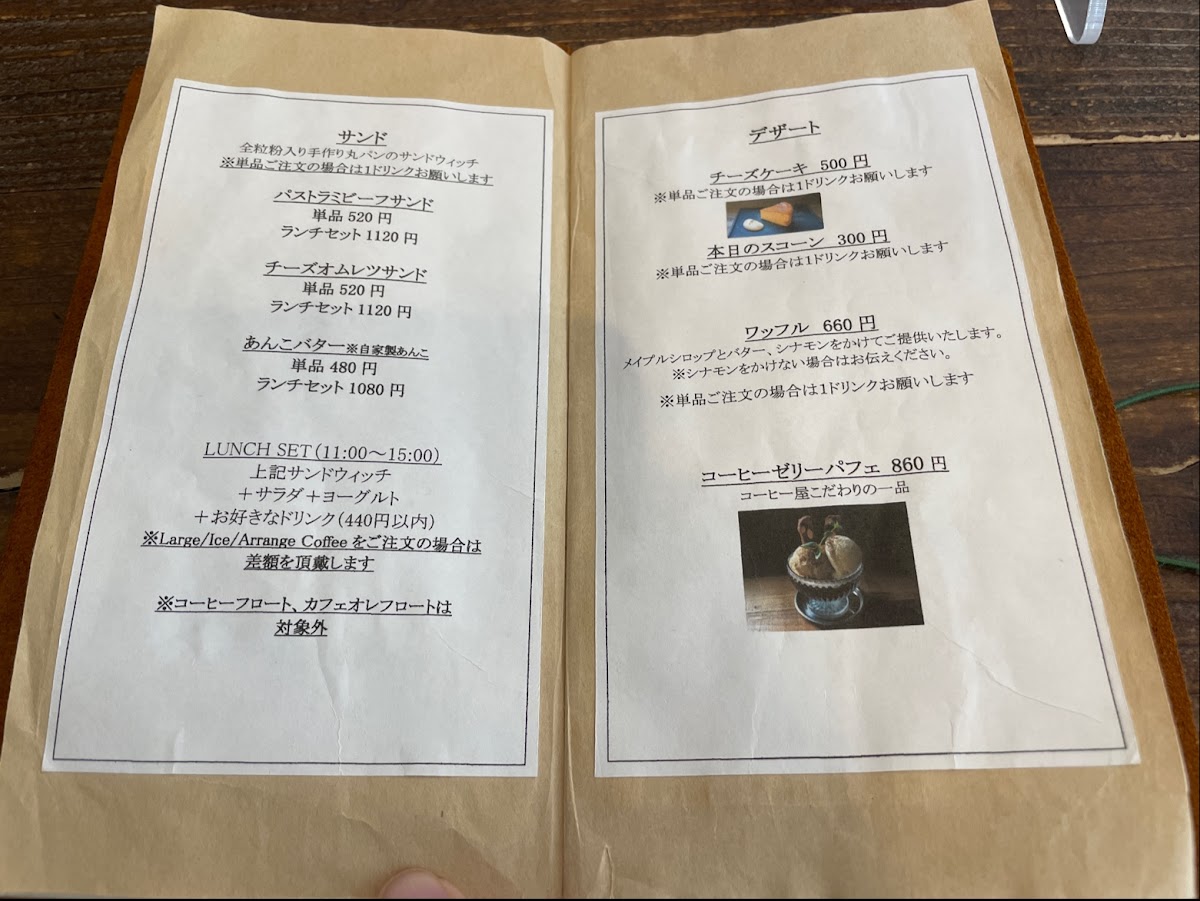 サンド
全粒粉入り手作り丸パンのサンドウィッチ
※単品ご注文の場合は1ドリンクお願いします
パストラミビーフサンド
単品 520 円
ランチセット 1120 円
チーズオムレツサンド
単品 520 円
ランチセット 1120 円
あんこバター※自家製あんこ
単品 480 円
ランチセット 1080 円
LUNCH SET（11:00～15:00）
上記サンドウィッチ
＋サラダ＋ヨーグルト
＋お好きなドリンク（440円以内）
※Large/Ice/Arrange Coffee をご注文の場合は
差額を頂戴します
※コーヒーフロート、カフェオレフロートは
対象外
デザート
チーズケーキ 500 円
※単品ご注文の場合は1ドリンクお願いします
本日のスコーン 300 円
※単品ご注文の場合は1ドリンクお願いします
ワッフル 660 円
メイプルシロップとバター、シナモンをかけてご提供いたします。
※シナモンをかけない場合はお伝えください。
※単品ご注文の場合は1ドリンクお願いします
コーヒーゼリーパフェ 860 円
コーヒー屋こだわりの一品